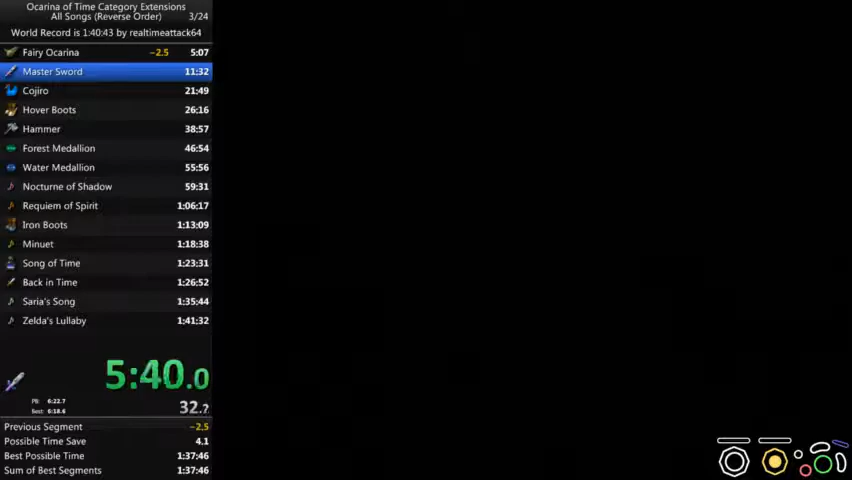 Ocarina of Time Category Extensions
All Songs (Reverse Order) 3/24
World Record is 1:40:43 by realtimeattack64
Fairy Ocarina −2.5 5:07
Master Sword 11:32
Cojiro 21:49
Hover Boots 26:16
Hammer 38:57
Forest Medallion 46:54
Water Medallion 55:56
Nocturne of Shadow 59:31
Requiem of Spirit 1:06:17
Iron Boots 1:13:09
Minuet 1:18:38
Song of Time 1:23:31
Back in Time 1:26:52
Saria's Song 1:35:44
Zelda's Lullaby 1:41:32
5:40.0
PB: 6:22.7
Best: 6:18.6
32.?
Previous Segment −2.5
Possible Time Save 4.1
Best Possible Time 1:37:46
Sum of Best Segments 1:37:46